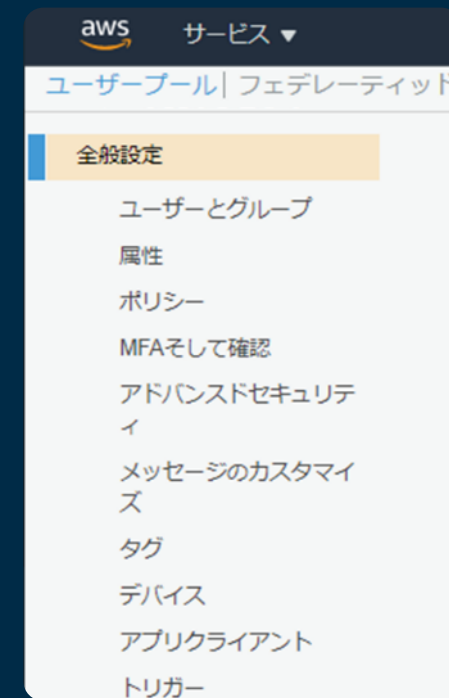 aws サービス ▼
ユーザープール| フェデレーティッド
全般設定
ユーザーとグループ
属性
ポリシー
MFAそして確認
アドバンスドセキュリテ
ィ
メッセージのカスタマイ
ズ
タグ
デバイス
アプリクライアント
トリガー